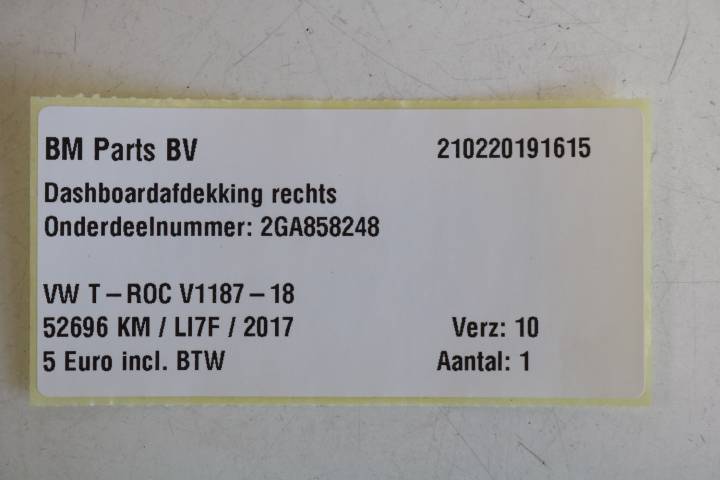 BM Parts BV 210220191615
Dashboardafdekking rechts
Onderdeelnummer: 2GA858248
VW T-ROC V1187-18
52696 KM / LI7F / 2017 Verz: 10
5 Euro incl. BTW Aantal: 1